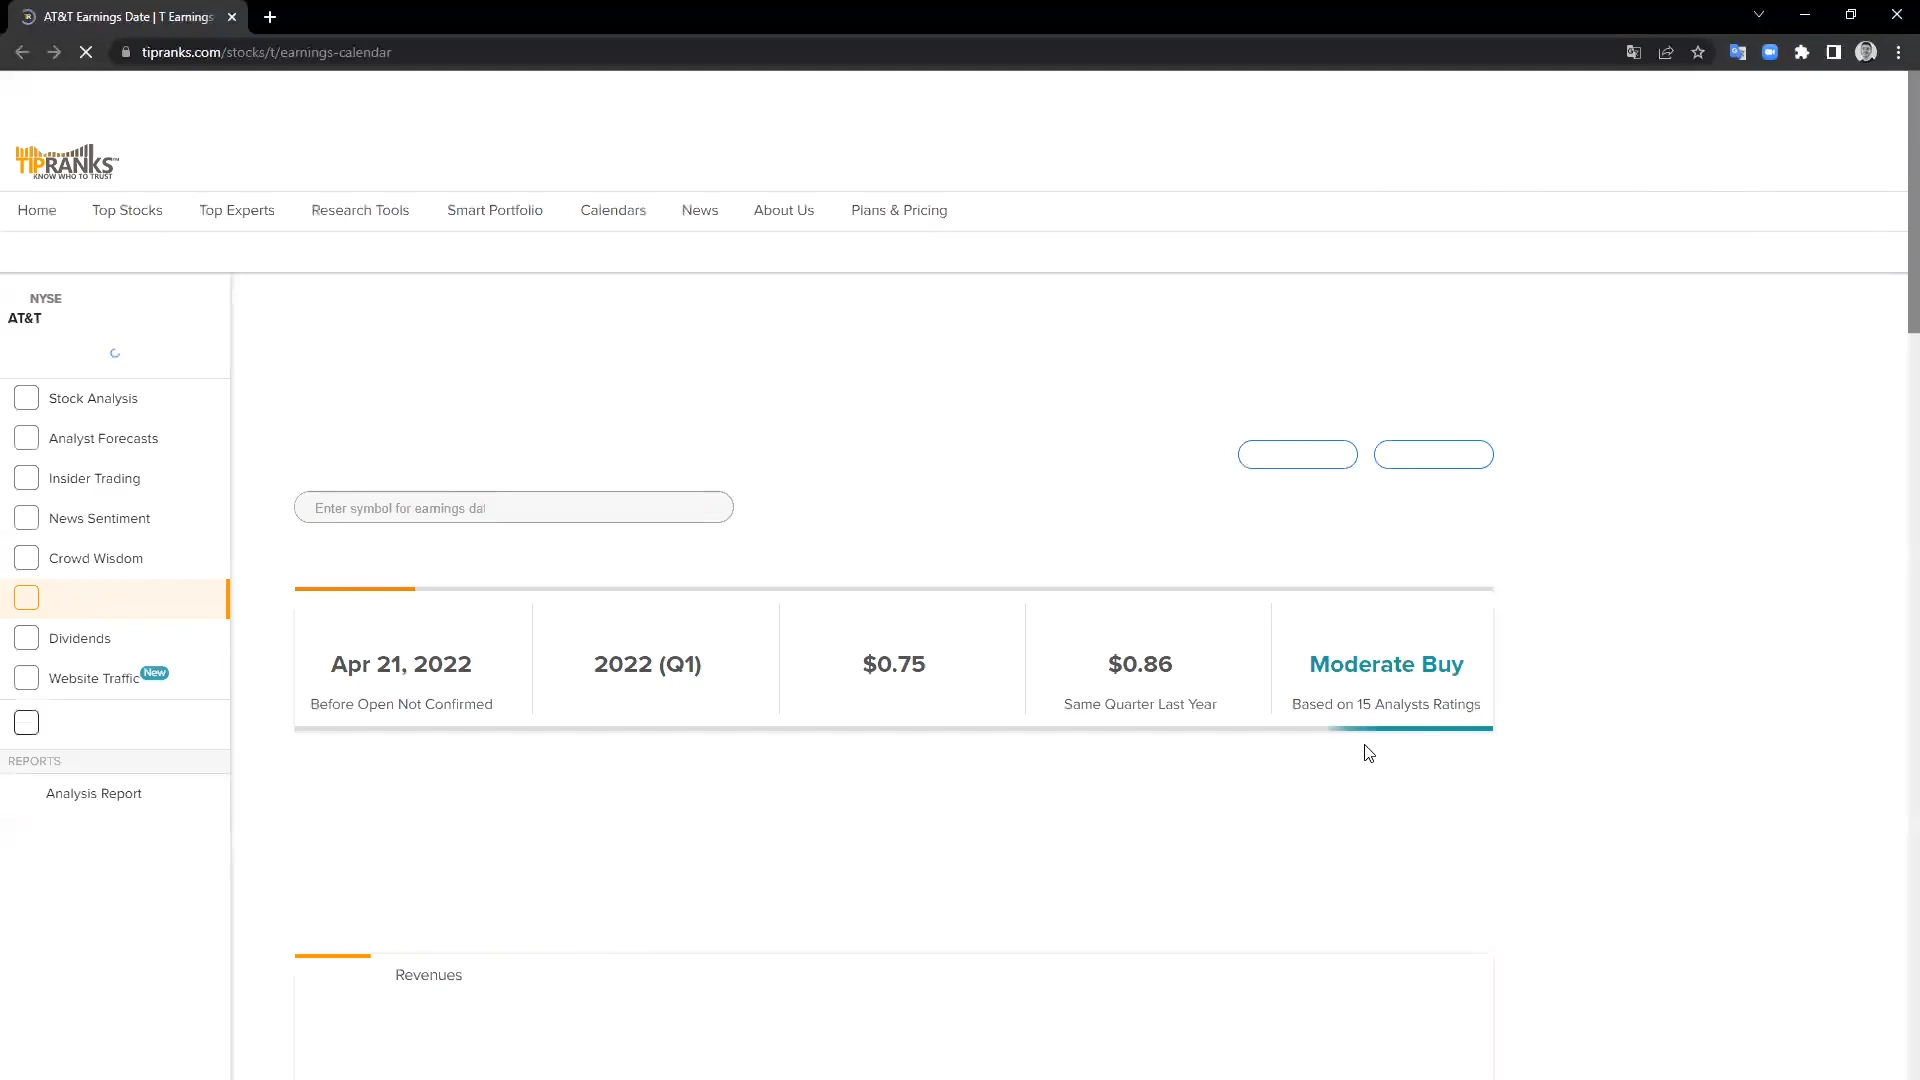 AT&T Earnings Date | T Earnings
tipranks.com/stocks/t/earnings-calendar
TIPRANKS™
KNOW WHO TO TRUST
Home Top Stocks Top Experts Research Tools Smart Portfolio Calendars News About Us Plans & Pricing
NYSE
AT&T
Stock Analysis
Analyst Forecasts
Insider Trading
News Sentiment
Crowd Wisdom
Dividends
Website Traffic New
REPORTS
Analysis Report
Enter symbol for earnings dat
Apr 21, 2022 2022 (Q1) $0.75 $0.86 Moderate Buy
Before Open Not Confirmed Same Quarter Last Year Based on 15 Analysts Ratings
Revenues